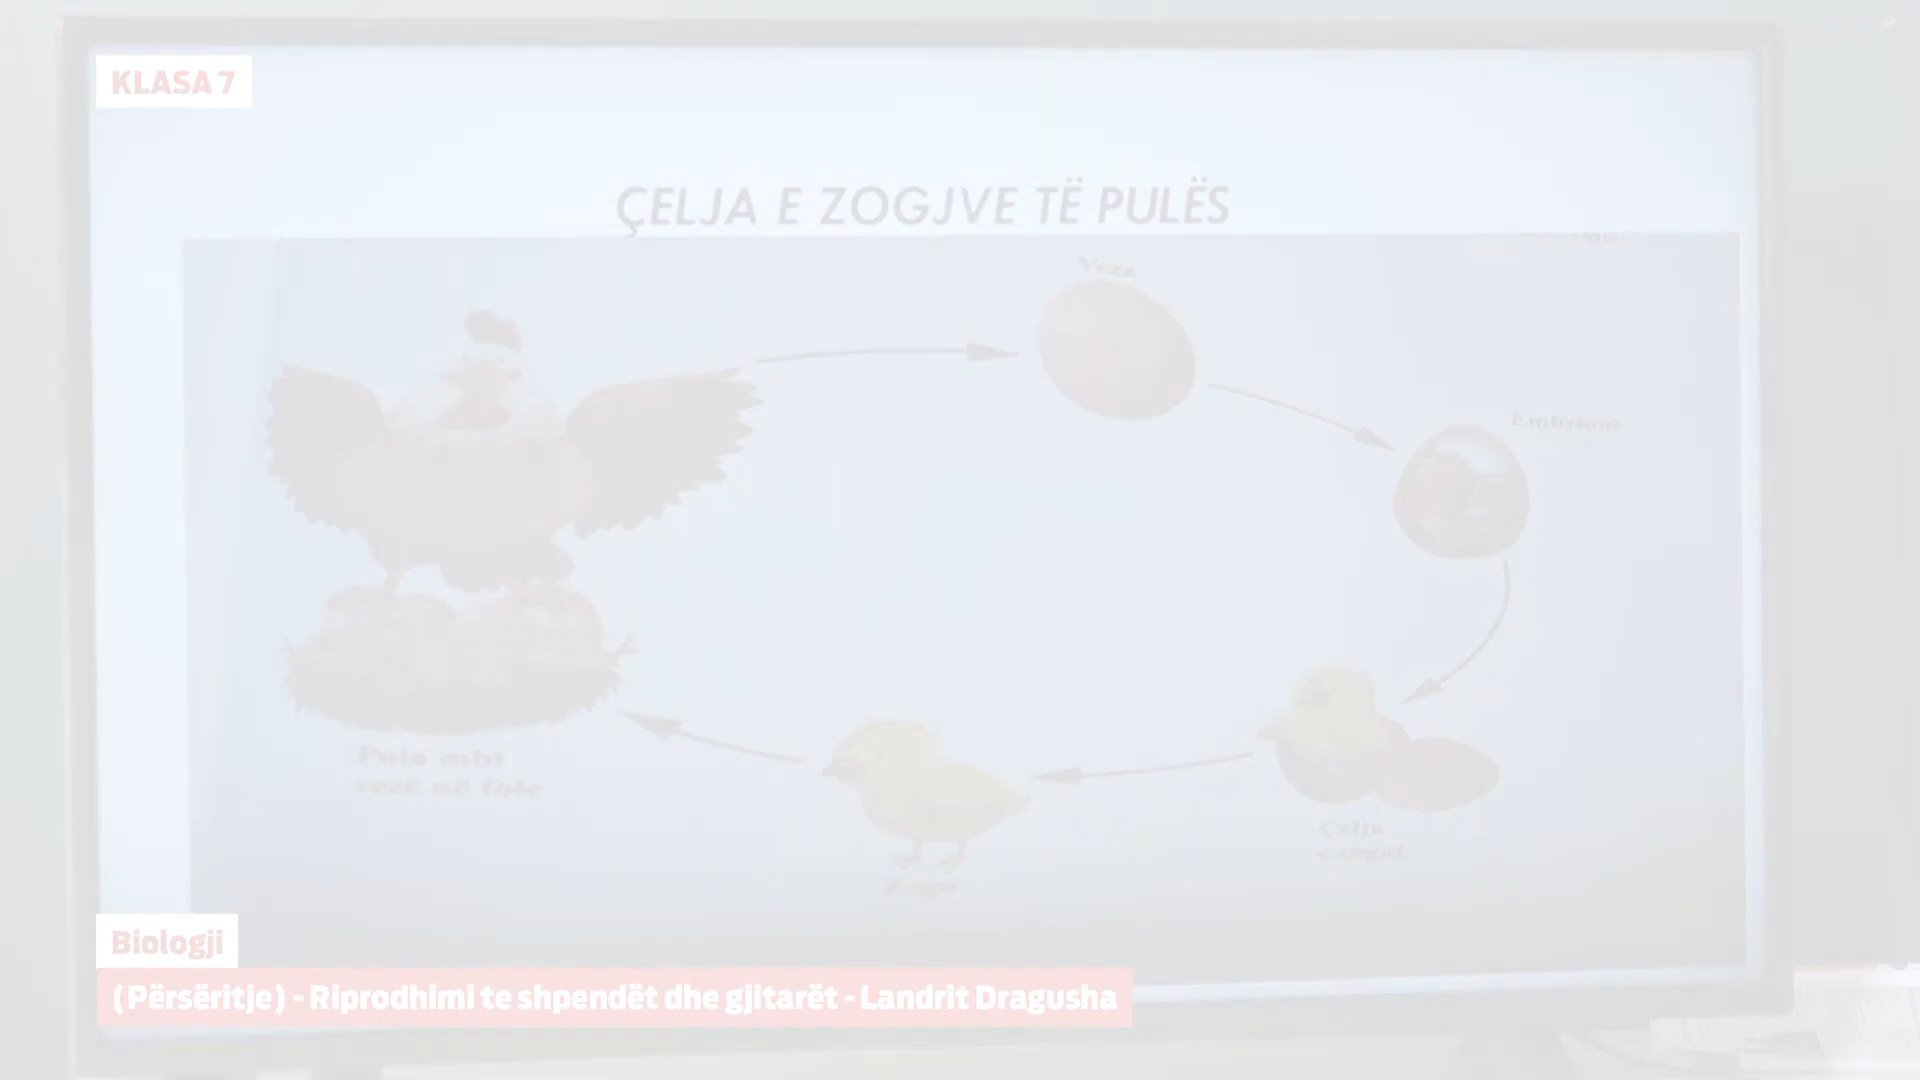 KLASA 7
ÇELJA E ZOGJVE TË PULËS
Veza
Embrioni
Pula mbi
vezë në fole
Çelja
e zogut
Zogu
Biologji
(Përsëritje) - Riprodhimi te shpendët dhe gjitarët - Landrit Dragusha